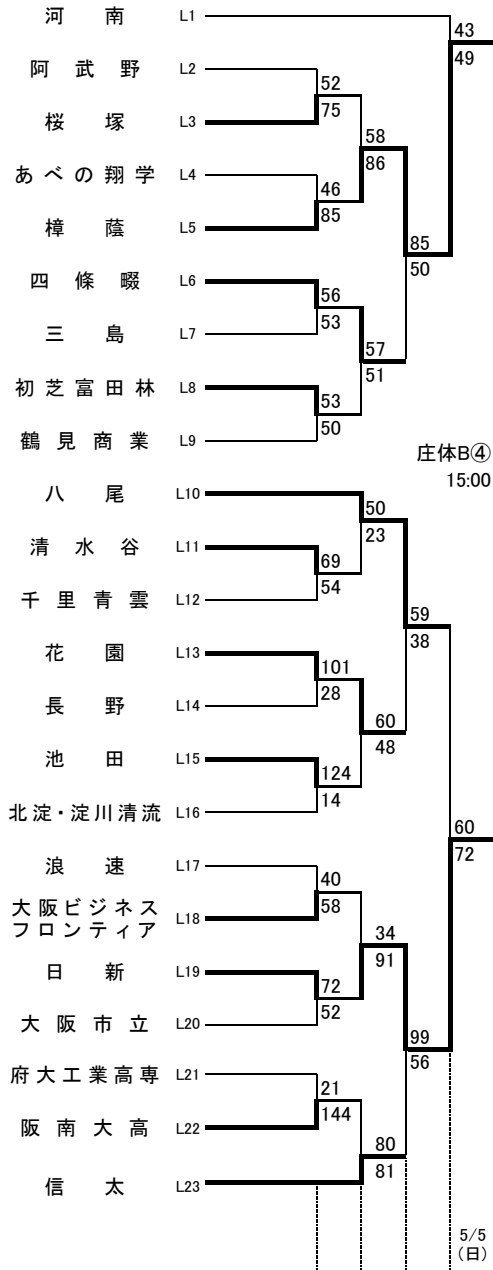 河南 L1
43
49
阿武野 L2
52
75
桜塚 L3
58
86
あべの翔学 L4
46
85
樟蔭 L5
85
50
四條畷 L6
56
53
三島 L7
57
51
初芝富田林 L8
53
50
鶴見商業 L9
庄体B④
15:00
八尾 L10
50
23
清水谷 L11
69
54
千里青雲 L12
59
38
花園 L13
101
28
長野 L14
60
48
池田 L15
124
14
北淀・淀川清流 L16
60
72
浪速 L17
40
58
大阪ビジネス
フロンティア L18
34
91
日新 L19
72
52
大阪市立 L20
99
56
府大工業高専 L21
21
144
阪南大高 L22
80
81
信太 L23
5/5
(日)